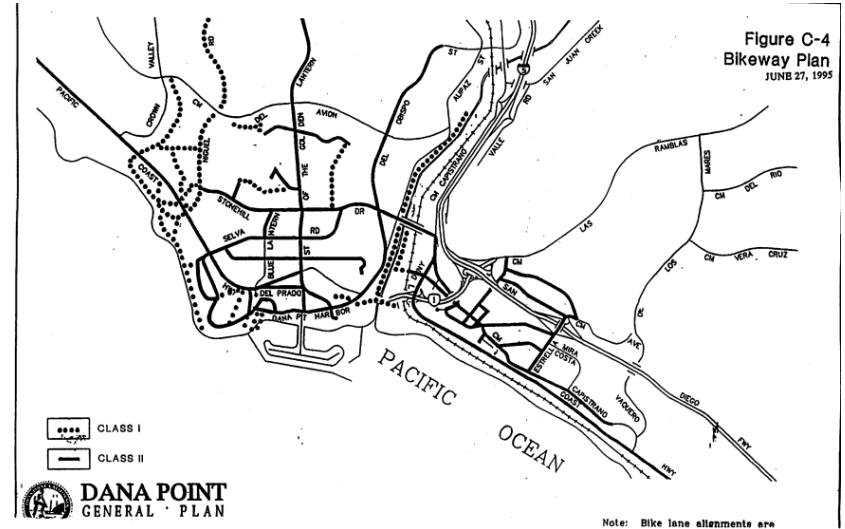 Figure C-4
Bikeway Plan
JUNE 27, 1995
PACIFIC
COAST
HWY
CROWN
VALLEY
CM
NIGUEL
RD
DEL
AVION
GOLDEN
LANTERN
OF THE
ST
STONEHILL
DR
SELVA
RD
BLUE LANTERN
DEL PRADO
DANA PT HARBOR
DEL
OBISPO
ST
ALIPAZ
ST
CM
CAPISTRANO
VALLE
RD
SAN
JUAN
CREEK
5
1
DOHNY
CM
SAN
CM
CM
ESTRELLA
MIRA
COSTA
CAPISTRANO
COAST
HWY
VAQUERO
AVE
DIEGO
FWY
LAS
RAMBLAS
MARES
LOS
CM
DEL
RIO
CM
VERA
CRUZ
PACIFIC
OCEAN
CLASS I
CLASS II
DANA POINT
GENERAL PLAN
Note: Bike lane alignments are